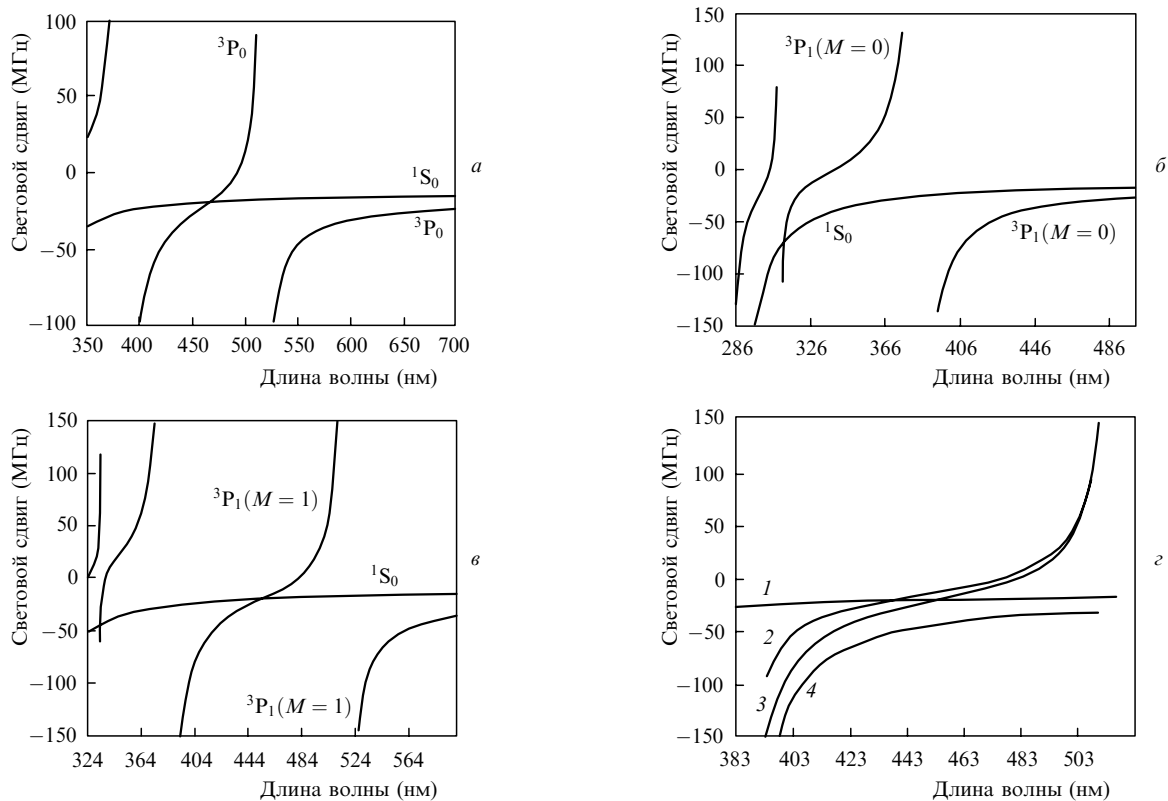 Световой сдвиг (МГц)
100
50
0
−50
−100
³P₀
¹S₀
³P₀
350 400 450 500 550 600 650 700
Длина волны (нм)
а
Световой сдвиг (МГц)
150
100
50
0
−50
−100
−150
³P₁(M = 0)
¹S₀
³P₁(M = 0)
286 326 366 406 446 486
Длина волны (нм)
б
Световой сдвиг (МГц)
150
100
50
0
−50
−100
−150
³P₁(M = 1)
¹S₀
³P₁(M = 1)
324 364 404 444 484 524 564
Длина волны (нм)
в
Световой сдвиг (МГц)
150
100
50
0
−50
−100
−150
1
2
3
4
383 403 423 443 463 483 503
Длина волны (нм)
г